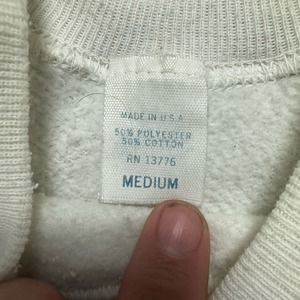 MADE IN U.S.A.
50% POLYESTER
50% COTTON
RN 13776
MEDIUM